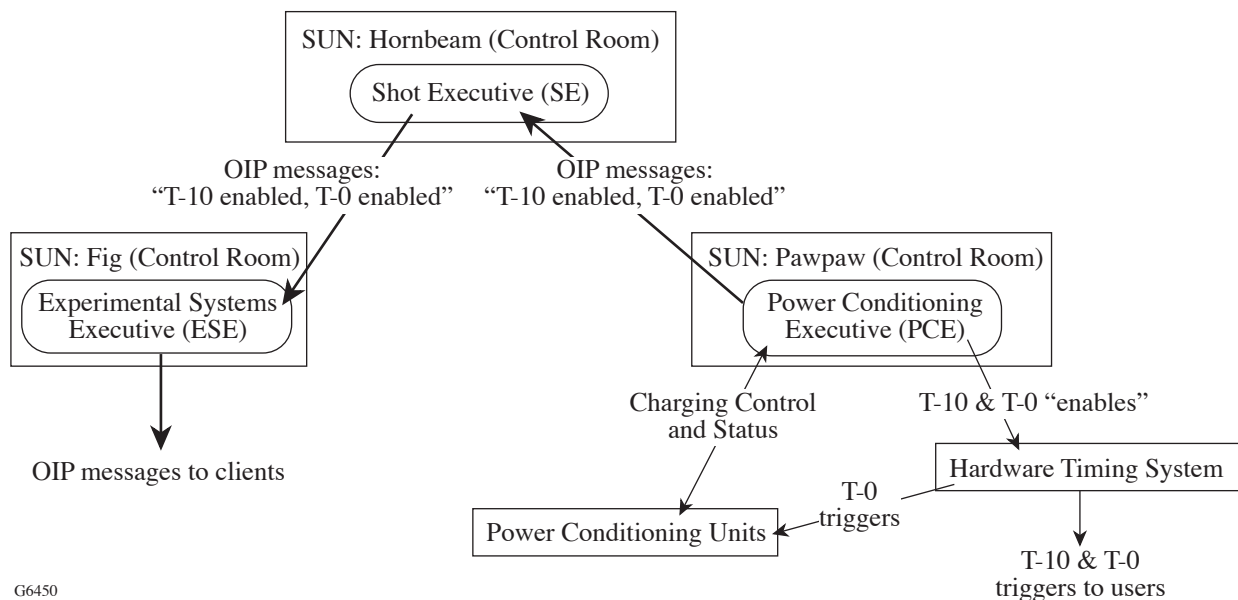 SUN: Hornbeam (Control Room)
Shot Executive (SE)
OIP messages:
“T-10 enabled, T-0 enabled”
OIP messages:
“T-10 enabled, T-0 enabled”
SUN: Fig (Control Room)
Experimental Systems
Executive (ESE)
SUN: Pawpaw (Control Room)
Power Conditioning
Executive (PCE)
Charging Control
and Status
T-10 & T-0 “enables”
OIP messages to clients
Hardware Timing System
T-0
triggers
Power Conditioning Units
T-10 & T-0
triggers to users
G6450